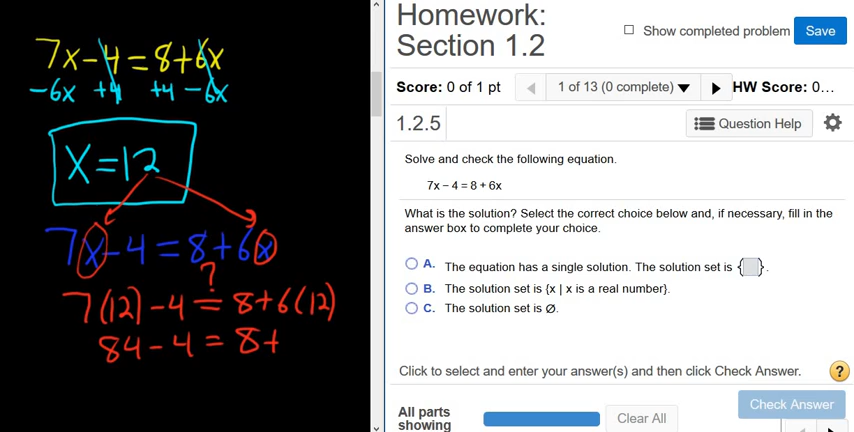 7x-4=8+6x
-6x +4 +4 -6x
x=12
7x-4=8+6x
?
7(12)-4=8+6(12)
84-4=8+
Homework:
Section 1.2
Show completed problem
Save
Score: 0 of 1 pt
1 of 13 (0 complete)
HW Score: 0...
1.2.5
Question Help
Solve and check the following equation.
7x − 4 = 8 + 6x
What is the solution? Select the correct choice below and, if necessary, fill in the
answer box to complete your choice.
A. The equation has a single solution. The solution set is { }.
B. The solution set is {x | x is a real number}.
C. The solution set is ∅.
Click to select and enter your answer(s) and then click Check Answer.
?
All parts
showing
Clear All
Check Answer